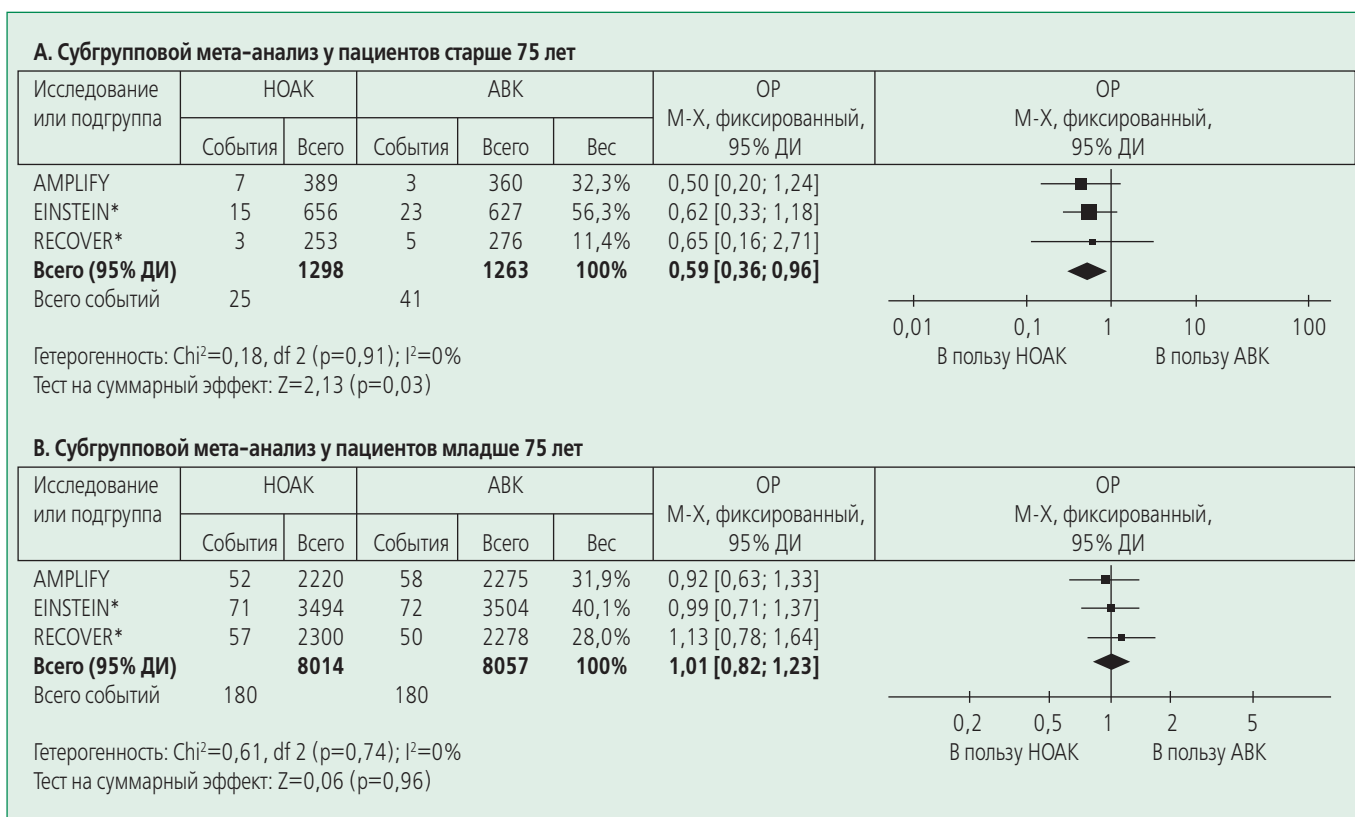 A. Субгрупповой мета-анализ у пациентов старше 75 лет
Исследование или подгруппа НОАК АВК ОР М-Х, фиксированный, 95% ДИ ОР М-Х, фиксированный, 95% ДИ
События Всего События Всего Вес
AMPLIFY 7 389 3 360 32,3% 0,50 [0,20; 1,24]
EINSTEIN* 15 656 23 627 56,3% 0,62 [0,33; 1,18]
RECOVER* 3 253 5 276 11,4% 0,65 [0,16; 2,71]
Всего (95% ДИ) 1298 1263 100% 0,59 [0,36; 0,96]
Всего событий 25 41
0,01 0,1 1 10 100
В пользу НОАК В пользу АВК
Гетерогенность: Chi²=0,18, df 2 (p=0,91); I²=0%
Тест на суммарный эффект: Z=2,13 (p=0,03)
B. Субгрупповой мета-анализ у пациентов младше 75 лет
Исследование или подгруппа НОАК АВК ОР М-Х, фиксированный, 95% ДИ ОР М-Х, фиксированный, 95% ДИ
События Всего События Всего Вес
AMPLIFY 52 2220 58 2275 31,9% 0,92 [0,63; 1,33]
EINSTEIN* 71 3494 72 3504 40,1% 0,99 [0,71; 1,37]
RECOVER* 57 2300 50 2278 28,0% 1,13 [0,78; 1,64]
Всего (95% ДИ) 8014 8057 100% 1,01 [0,82; 1,23]
Всего событий 180 180
0,2 0,5 1 2 5
В пользу НОАК В пользу АВК
Гетерогенность: Chi²=0,61, df 2 (p=0,74); I²=0%
Тест на суммарный эффект: Z=0,06 (p=0,96)